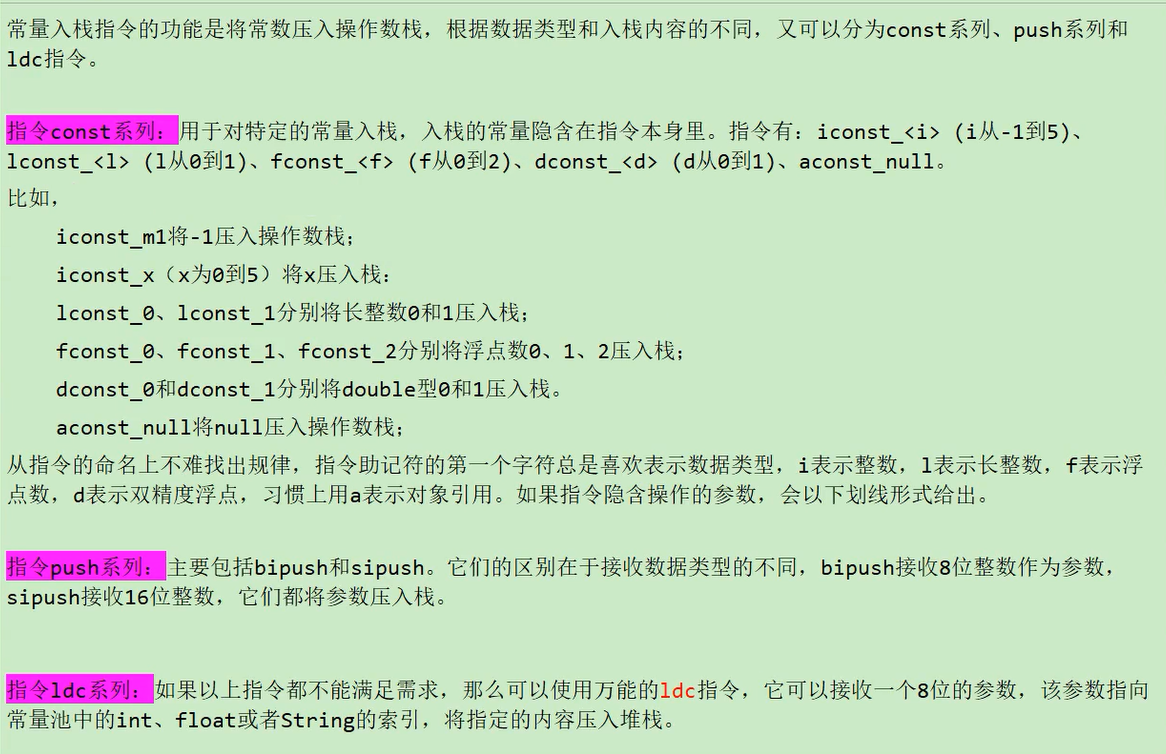 常量入栈指令的功能是将常数压入操作数栈，根据数据类型和入栈内容的不同，又可以分为const系列、push系列和
ldc指令。
指令const系列：用于对特定的常量入栈，入栈的常量隐含在指令本身里。指令有：iconst_<i> (i从-1到5)、
lconst_<l> (l从0到1)、fconst_<f> (f从0到2)、dconst_<d> (d从0到1)、aconst_null。
比如，
iconst_m1将-1压入操作数栈；
iconst_x（x为0到5）将x压入栈：
lconst_0、lconst_1分别将长整数0和1压入栈；
fconst_0、fconst_1、fconst_2分别将浮点数0、1、2压入栈；
dconst_0和dconst_1分别将double型0和1压入栈。
aconst_null将null压入操作数栈；
从指令的命名上不难找出规律，指令助记符的第一个字符总是喜欢表示数据类型，i表示整数，l表示长整数，f表示浮
点数，d表示双精度浮点，习惯上用a表示对象引用。如果指令隐含操作的参数，会以下划线形式给出。
指令push系列：主要包括bipush和sipush。它们的区别在于接收数据类型的不同，bipush接收8位整数作为参数，
sipush接收16位整数，它们都将参数压入栈。
指令ldc系列：如果以上指令都不能满足需求，那么可以使用万能的ldc指令，它可以接收一个8位的参数，该参数指向
常量池中的int、float或者String的索引，将指定的内容压入堆栈。